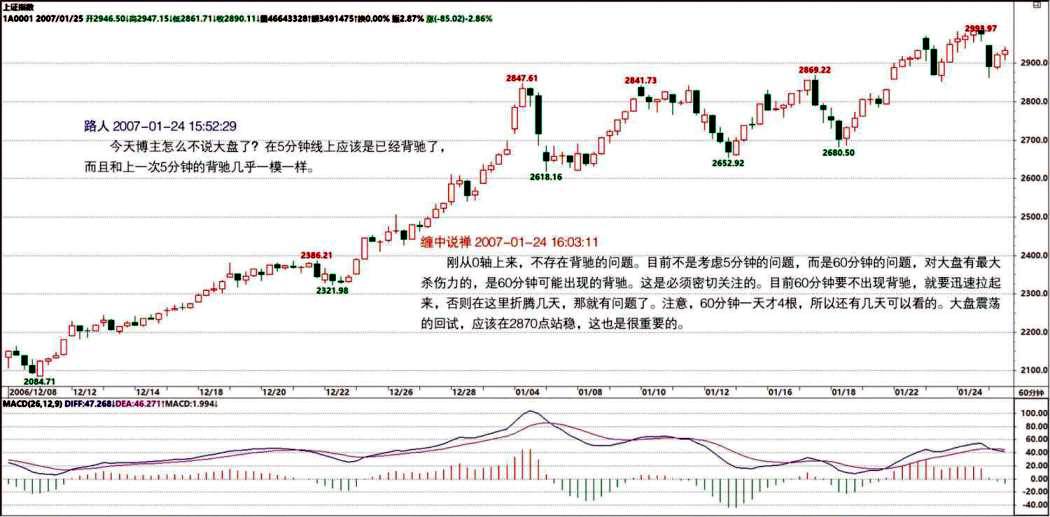 上证指数
1A0001 2007/01/25 开2946.50↓高2947.15↓低2861.71↓收2890.11↓量46643328↑额3491475↑换0.00% 振2.87% 涨(-85.02)-2.86%
2993.97
2900.0
2847.61
2841.73
2869.22
2800.0
路人 2007-01-24 15:52:29
今天博主怎么不说大盘了？在5分钟线上应该是已经背驰了，
而且和上一次5分钟的背驰几乎一模一样。
2700.0
2618.16
2652.92
2680.50
2600.0
2500.0
缠中说禅 2007-01-24 16:03:11
刚从0轴上来，不存在背驰的问题。目前不是考虑5分钟的问题，而是60分钟的问题，对大盘有最大
杀伤力的，是60分钟可能出现的背驰。这是必须密切关注的。目前60分钟要不出现背驰，就要迅速拉起
来，否则在这里折腾几天，那就有问题了。注意，60分钟一天才4根，所以还有几天可以看的。大盘震荡
的回试，应该在2870点站稳，这也是很重要的。
2386.21
2400.0
2321.98
2300.0
2200.0
2084.71
2100.0
2006/12/08 12/12 12/14 12/18 12/20 12/22 12/26 12/28 01/04 01/08 01/10 01/12 01/16 01/18 01/22 01/24 60分钟
MACD(26,12,9) DIFF:47.268↓DEA:46.271↑MACD:1.994↓
100.00
80.00
60.00
40.00
20.00
0.00
-20.00
-40.00